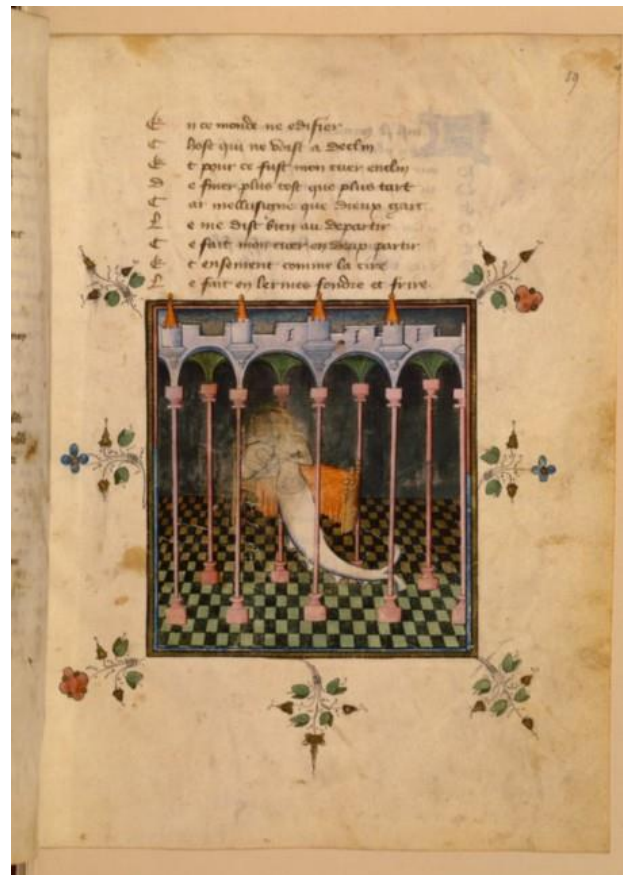 19
E n ce monde ne edifier
C hose qui ne voist a declin
E t pour ce fust mon cuer enclin
D e finer plus tost que plus tart
C ar mellusigne que dieux gart
L e me dist bien au departir
C e fait mon cuer en deux partir
E t ensement comme la cire
L e fait en lermes fondre et frire